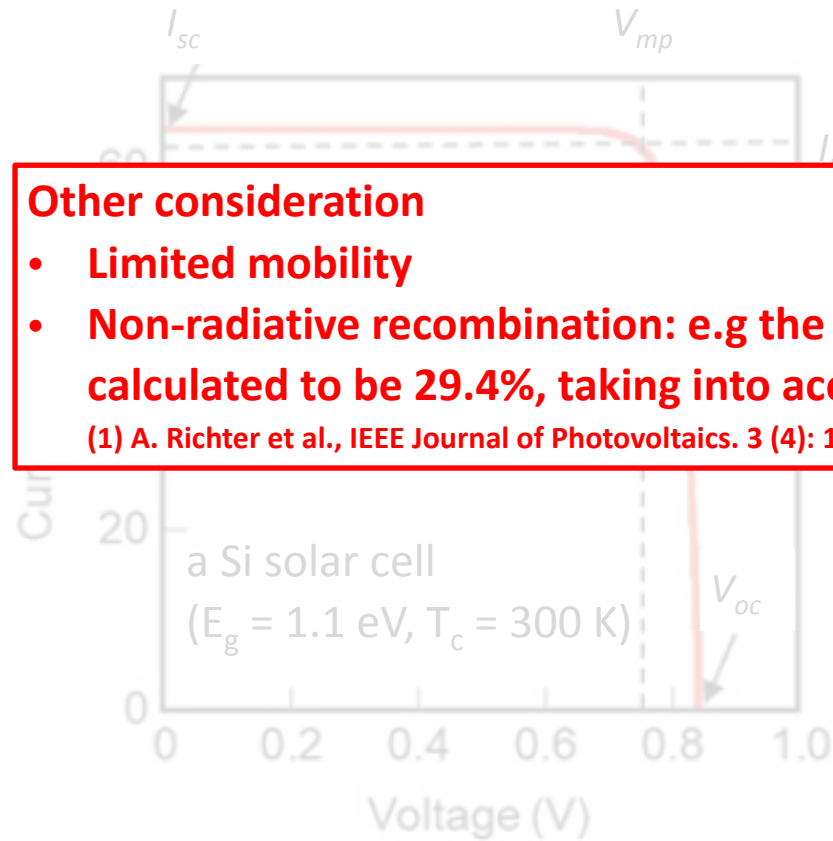 I_sc
V_mp
60
Other consideration
• Limited mobility
• Non-radiative recombination: e.g the
calculated to be 29.4%, taking into
(1) A. Richter et al., IEEE Journal of Photovoltaics. 3 (4):
20
a Si solar cell
(E_g = 1.1 eV, T_c = 300 K)
V_oc
0
0 0.2 0.4 0.6 0.8 1.0
Voltage (V)